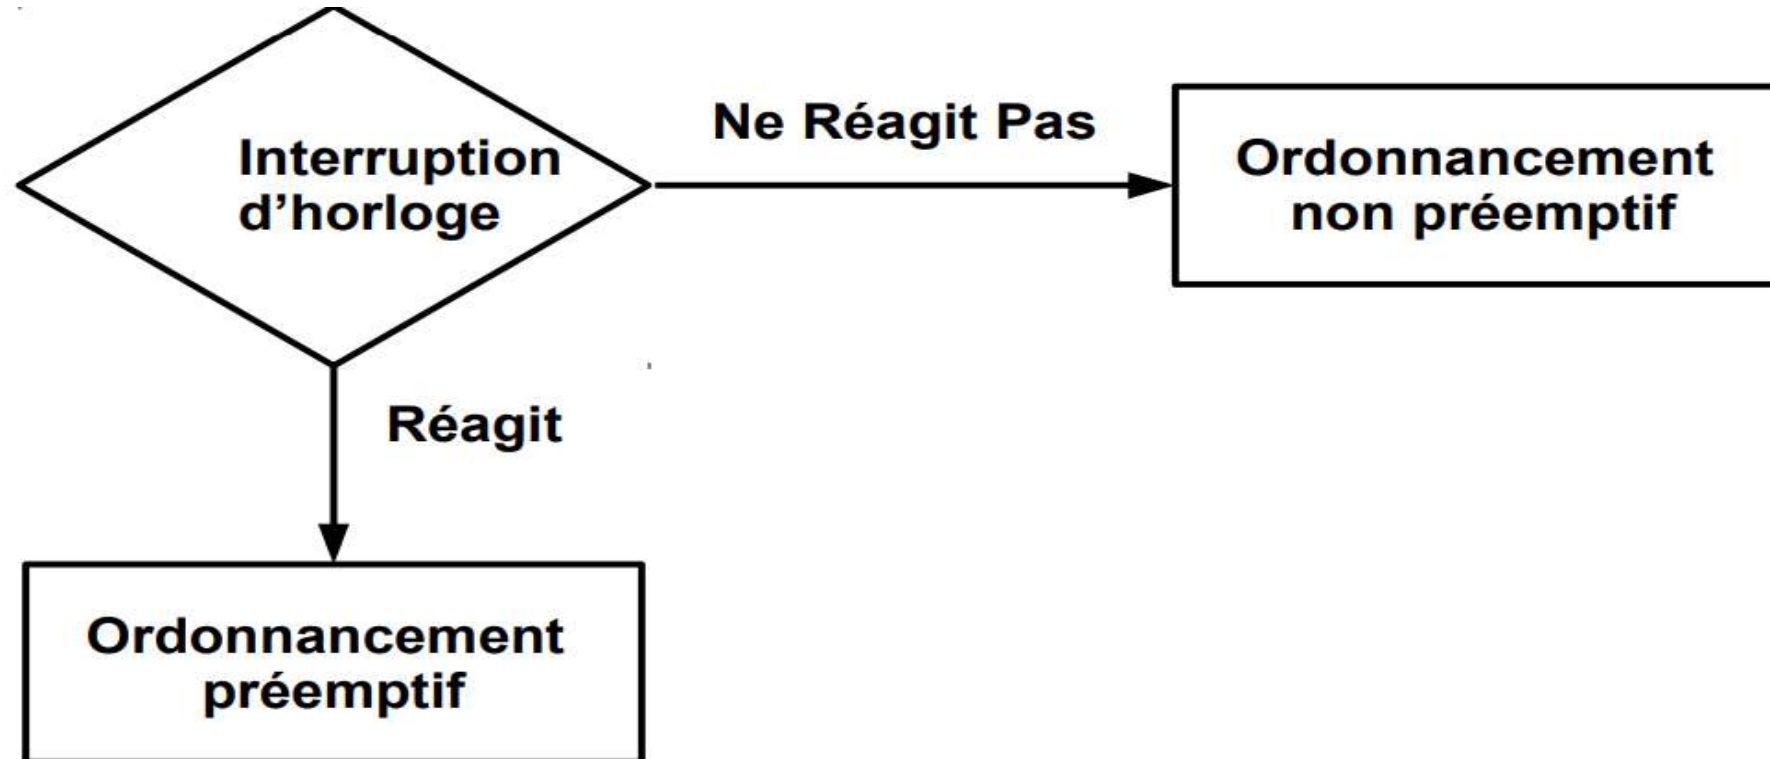 Interruption
d'horloge
Ne Réagit Pas
Ordonnancement
non préemptif
Réagit
Ordonnancement
préemptif